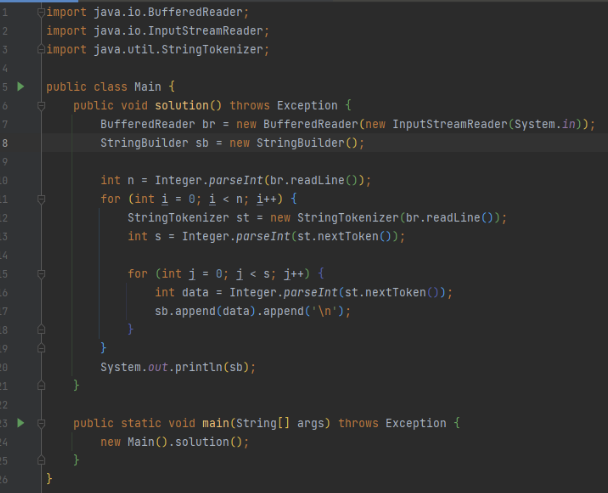 1 import java.io.BufferedReader;
2 import java.io.InputStreamReader;
3 import java.util.StringTokenizer;
4
5 public class Main {
6 public void solution() throws Exception {
7 BufferedReader br = new BufferedReader(new InputStreamReader(System.in));
8 StringBuilder sb = new StringBuilder();
9
10 int n = Integer.parseInt(br.readLine());
11 for (int i = 0; i < n; i++) {
12 StringTokenizer st = new StringTokenizer(br.readLine());
13 int s = Integer.parseInt(st.nextToken());
14
15 for (int j = 0; j < s; j++) {
16 int data = Integer.parseInt(st.nextToken());
17 sb.append(data).append('\n');
18 }
19 }
20 System.out.println(sb);
21 }
22
23 public static void main(String[] args) throws Exception {
24 new Main().solution();
25 }
26 }